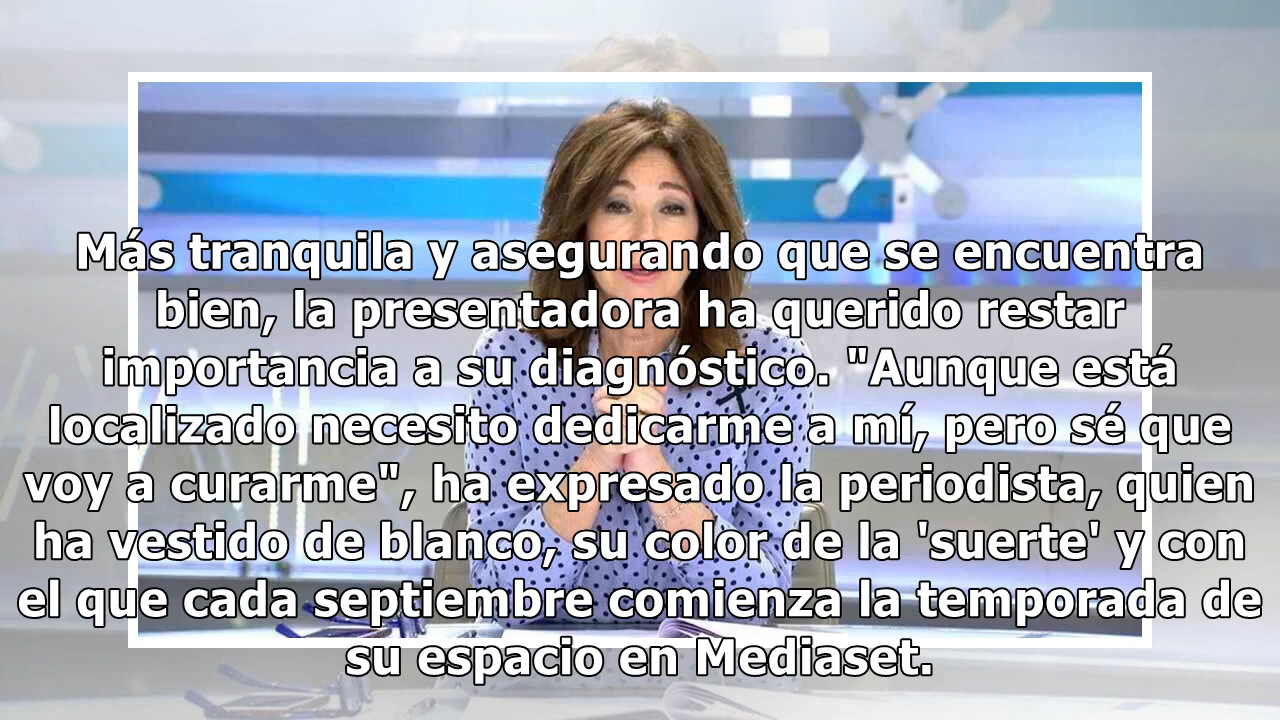 Más tranquila y asegurando que se encuentra
bien, la presentadora ha querido restar
importancia a su diagnóstico. "Aunque está
localizado necesito dedicarme a mí, pero sé que
voy a curarme", ha expresado la periodista, quien
ha vestido de blanco, su color de la 'suerte' y con
el que cada septiembre comienza la temporada de
su espacio en Mediaset.